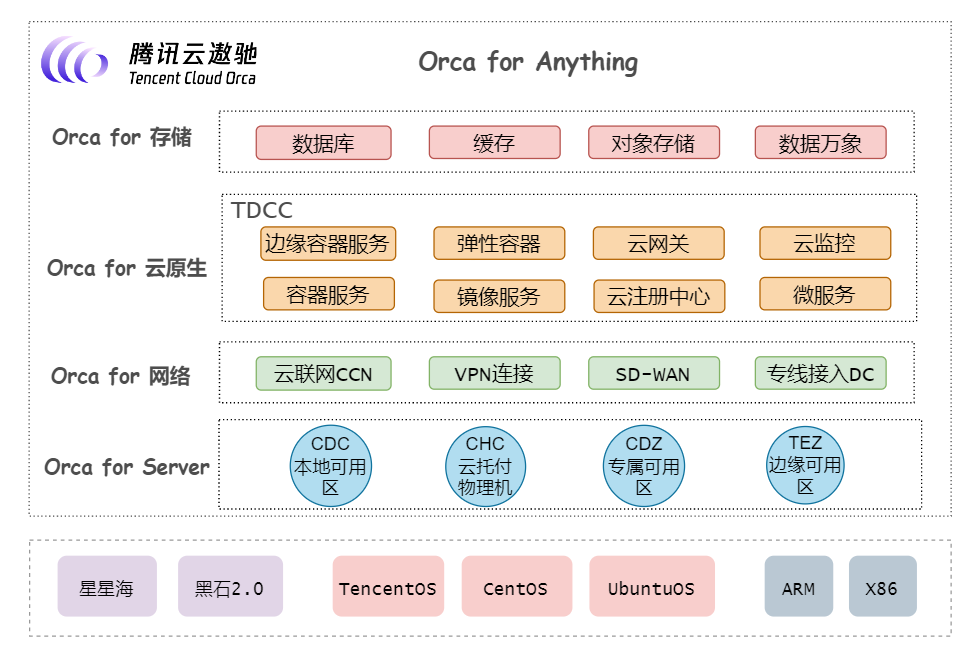 腾讯云遨驰
Tencent Cloud Orca
Orca for Anything
Orca for 存储
数据库
缓存
对象存储
数据万象
TDCC
Orca for 云原生
边缘容器服务
弹性容器
云网关
云监控
容器服务
镜像服务
云注册中心
微服务
Orca for 网络
云联网CCN
VPN连接
SD-WAN
专线接入DC
Orca for Server
CDC
本地可用
区
CHC
云托付
物理机
CDZ
专属可用
区
TEZ
边缘可用
区
星星海
黑石2.0
TencentOS
CentOS
UbuntuOS
ARM
X86